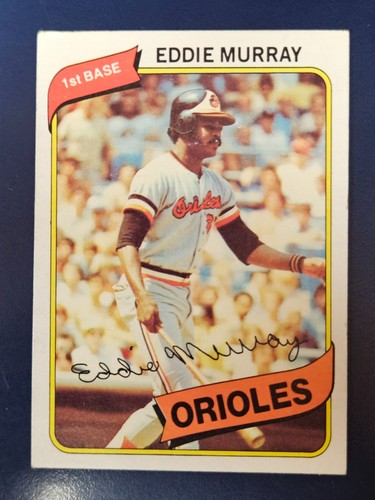 1st BASE
EDDIE MURRAY
Orioles
Eddie Murray
ORIOLES